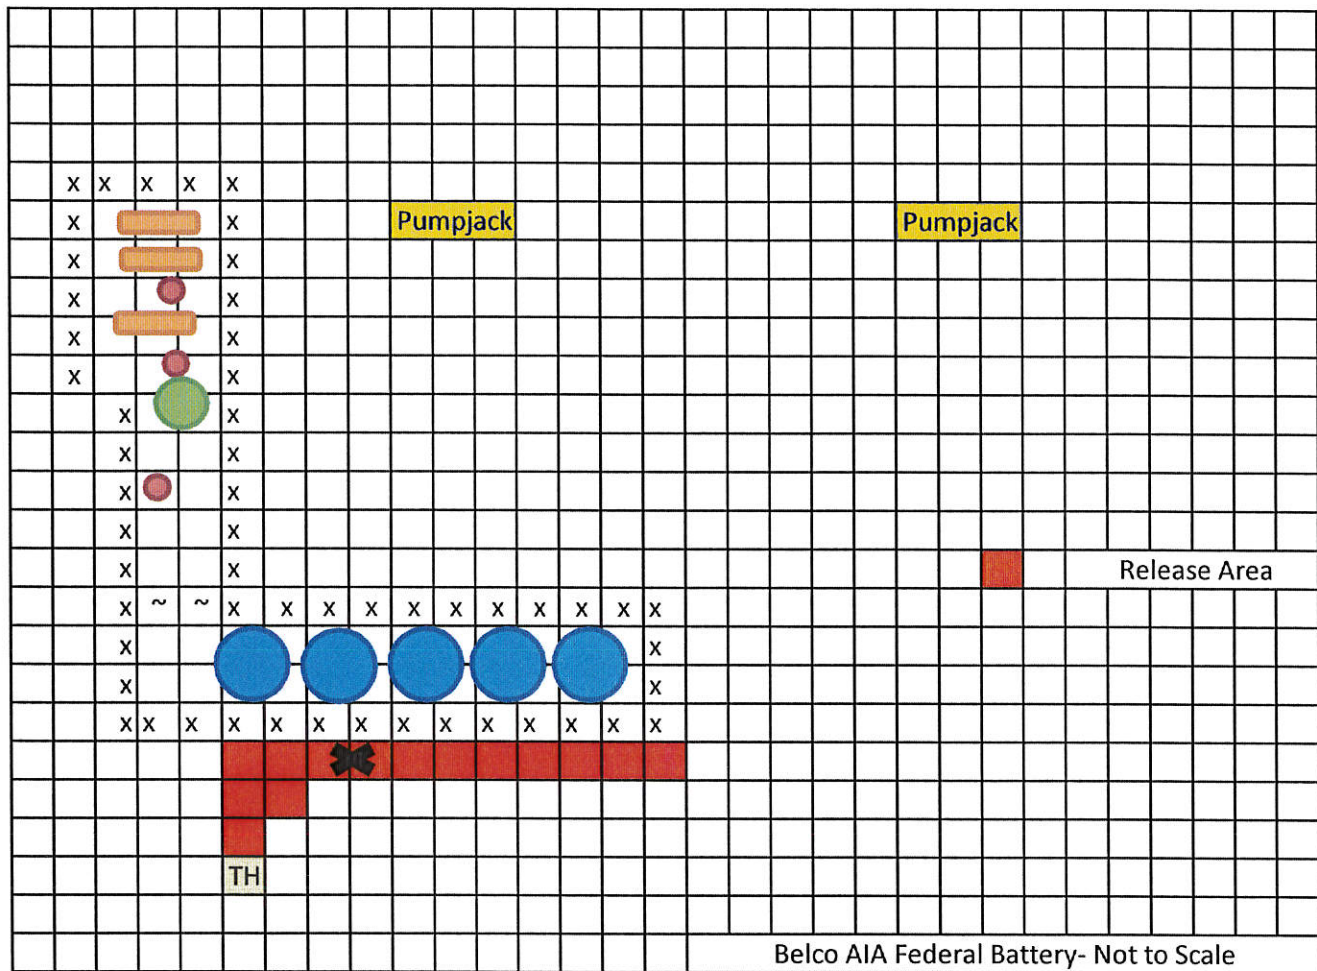 X X X X X
X X Pumpjack Pumpjack
X X
X X
X X
X X
X X
X X
X X
X X
X X Release Area
X ~ ~ X X X X X X X X X X X
X X
X X
X X X X X X X X X X X X X X
TH
Belco AIA Federal Battery- Not to Scale